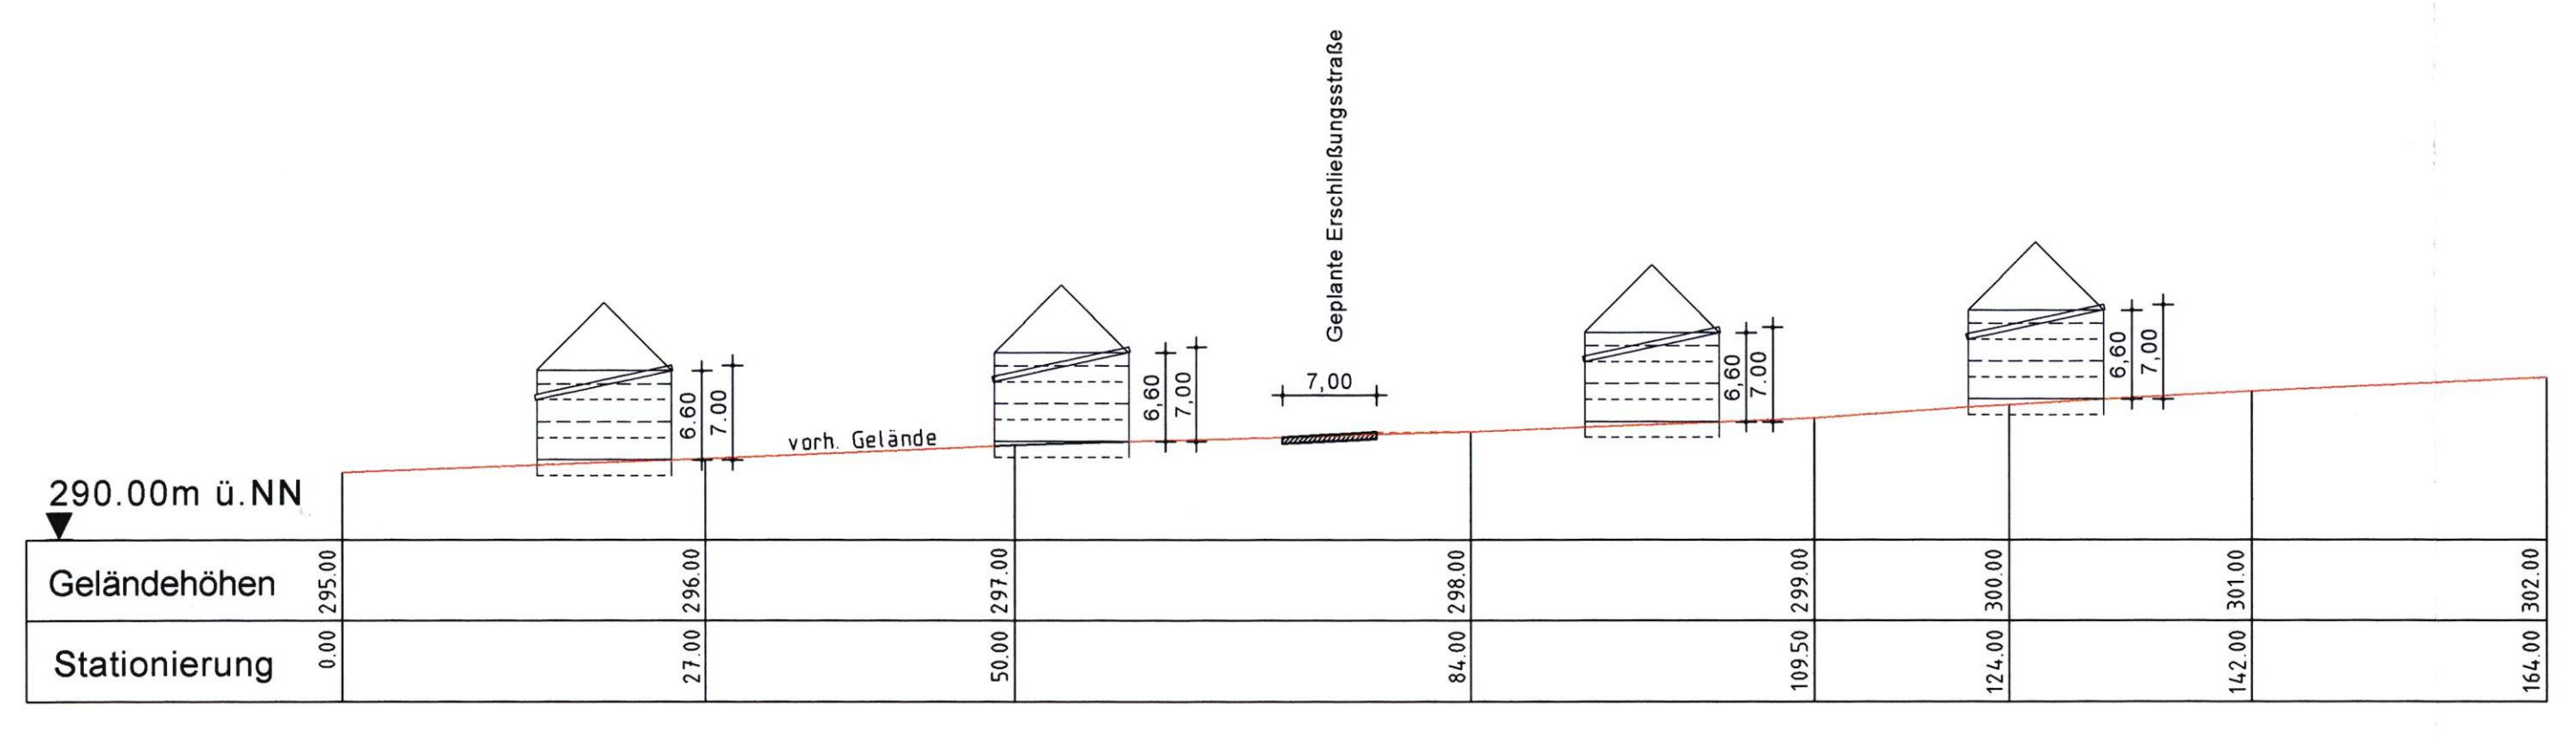 Geplante Erschließungsstraße
7,00
6.60
7.00
6,60
7,00
6,60
7.00
6,60
7,00
vorh. Gelände
290.00m ü.NN
Geländehöhen 295.00 296.00 297.00 298.00 299.00 300.00 301.00 302.00
Stationierung 0.00 27.00 50.00 84.00 109.50 124.00 142.00 164.00